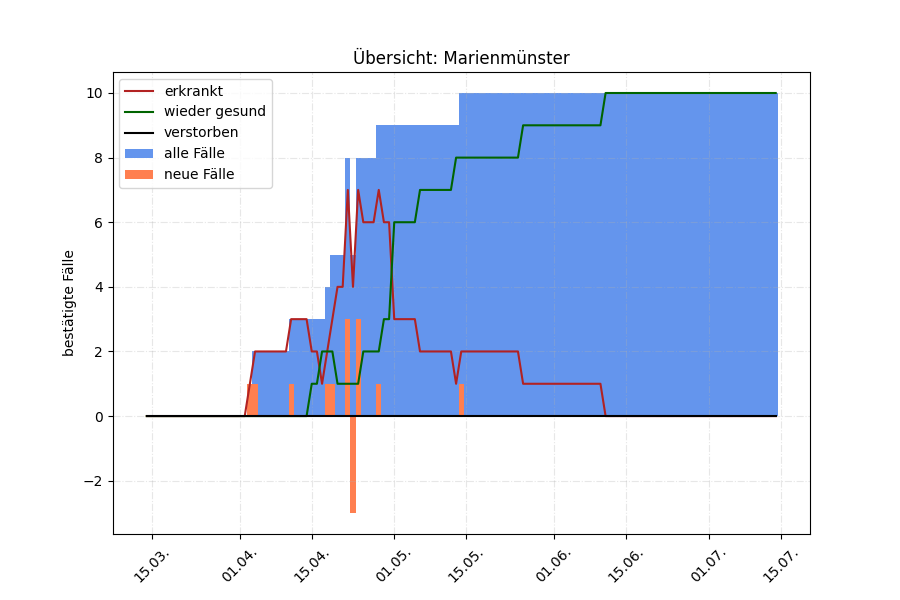 Übersicht: Marienmünster
erkrankt
wieder gesund
verstorben
alle Fälle
neue Fälle
bestätigte Fälle
10
8
6
4
2
0
−2
15.03.
01.04.
15.04.
01.05.
15.05.
01.06.
15.06.
01.07.
15.07.